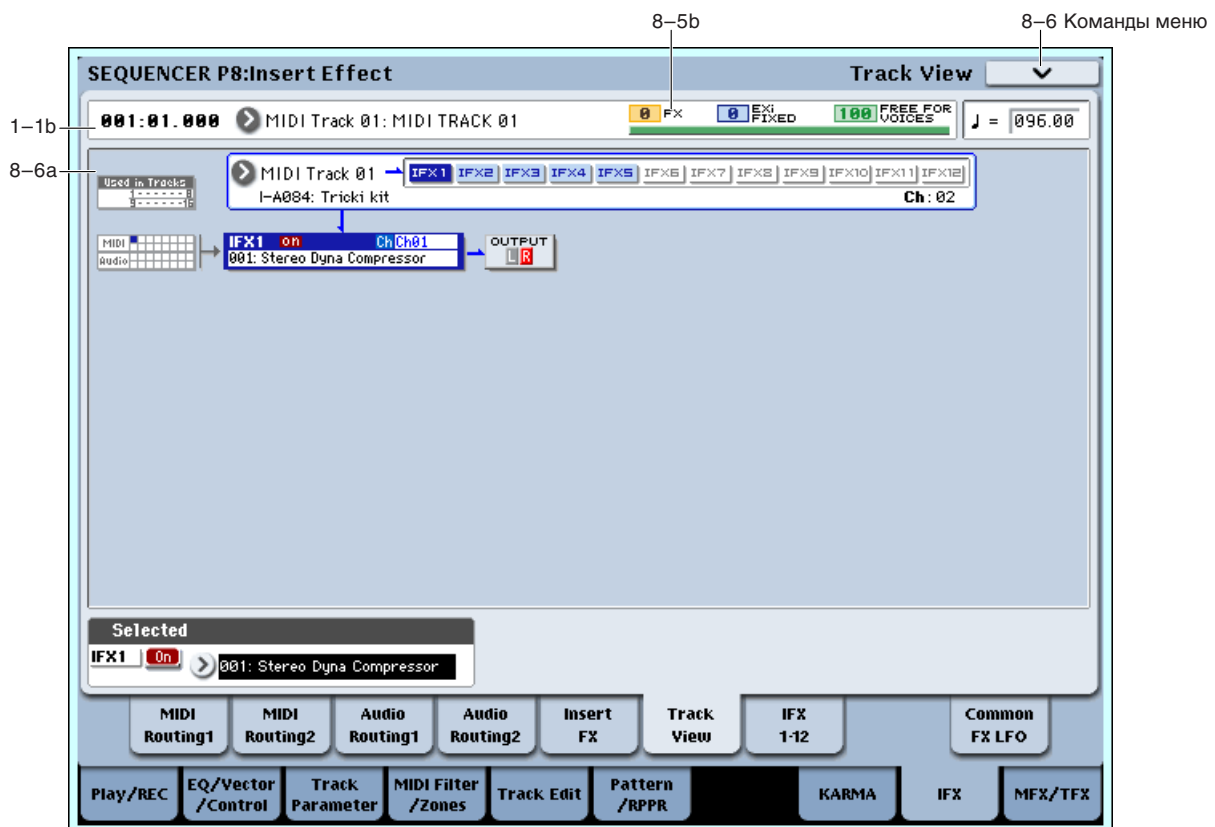 8–5b
8–6 Команды меню
SEQUENCER P8:Insert Effect
Track View
1–1b
001:01.000 MIDI Track 01: MIDI TRACK 01
0 FX
0 EXi FIXED
100 FREE FOR VOICES
♩ = 096.00
8–6a
Used in Tracks
1 - - - - - - 8
9 - - - - - - 16
MIDI Track 01 IFX1 IFX2 IFX3 IFX4 IFX5 IFX6 IFX7 IFX8 IFX9 IFX10 IFX11 IFX12
I-A084: Tricki kit
Ch: 02
MIDI
Audio
IFX1 on Ch Ch01
001: Stereo Dyna Compressor
OUTPUT
L R
Selected
IFX1 On 001: Stereo Dyna Compressor
MIDI Routing1
MIDI Routing2
Audio Routing1
Audio Routing2
Insert FX
Track View
IFX 1-12
Common FX LFO
Play/REC
EQ/Vector /Control
Track Parameter
MIDI Filter /Zones
Track Edit
Pattern /RPPR
KARMA
IFX
MFX/TFX